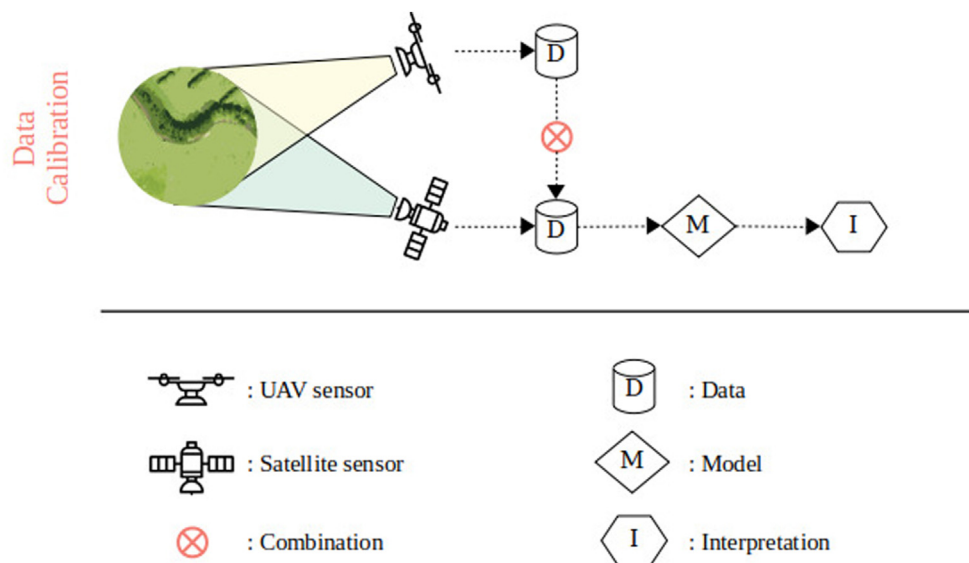 Data
Calibration
D
D
M
I
: UAV sensor
D
: Data
: Satellite sensor
M
: Model
: Combination
I
: Interpretation